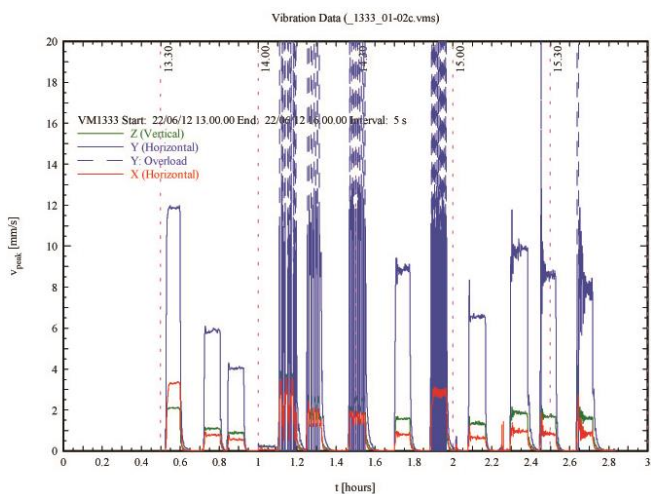 Vibration Data (_1333_01-02c.vms)
20
18
16
14
12
10
8
6
4
2
0
v_peak [mm/s]
13.30
14.00
14.30
15.00
15.30
VM1333 Start: 22/06/12 13.00.00 End: 22/06/12 16.00.00 Interval: 5 s
Z (Vertical)
Y (Horizontal)
Y: Overload
X (Horizontal)
0 0.2 0.4 0.6 0.8 1 1.2 1.4 1.6 1.8 2 2.2 2.4 2.6 2.8 3
t [hours]